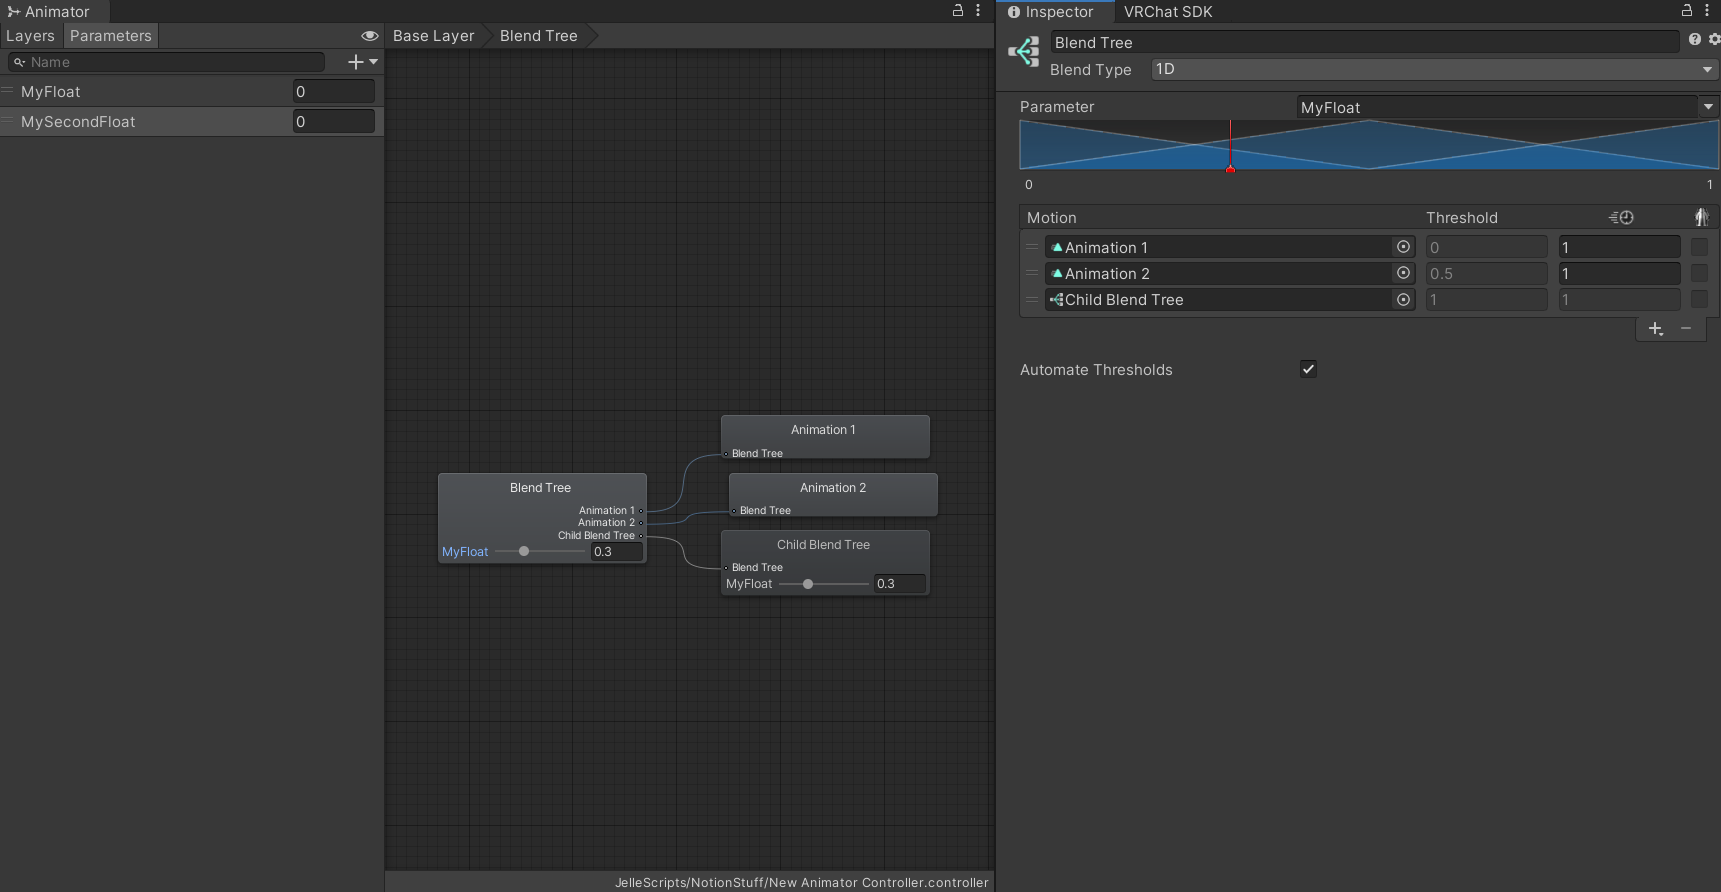 Animator
Layers Parameters
Name
MyFloat 0
MySecondFloat 0
Base Layer Blend Tree
Blend Tree
Animation 1
Animation 2
Child Blend Tree
MyFloat 0.3
Animation 1
Blend Tree
Animation 2
Blend Tree
Child Blend Tree
Blend Tree
MyFloat 0.3
JelleScripts/NotionStuff/New Animator Controller.controller
Inspector VRChat SDK
Blend Tree
Blend Type 1D
Parameter MyFloat
0 1
Motion Threshold
Animation 1 0 1
Animation 2 0.5 1
Child Blend Tree 1 1
Automate Thresholds